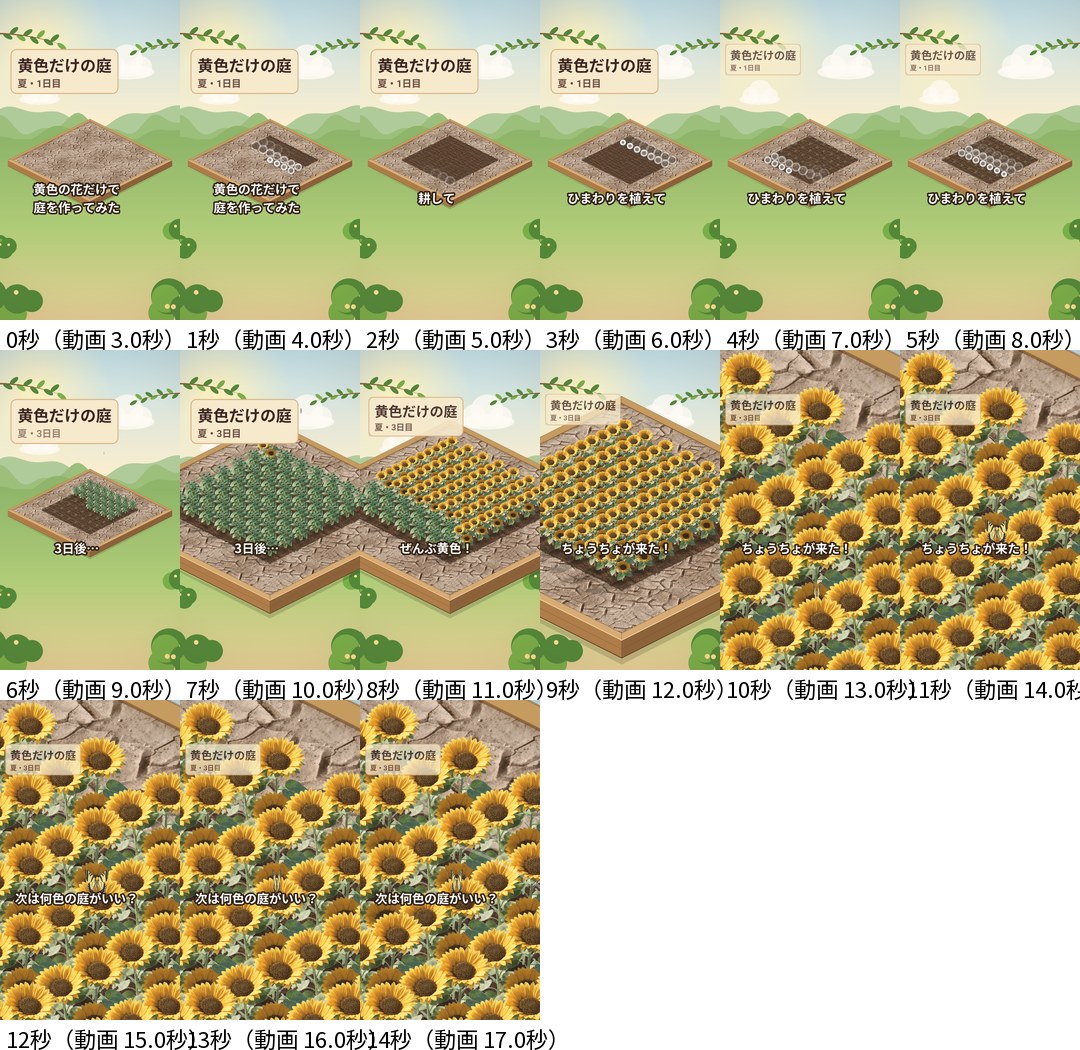 黄色だけの庭
夏・1日目
黄色の花だけで
庭を作ってみた
0秒（動画 3.0秒）
黄色だけの庭
夏・1日目
黄色の花だけで
庭を作ってみた
1秒（動画 4.0秒）
黄色だけの庭
夏・1日目
耕して
2秒（動画 5.0秒）
黄色だけの庭
夏・1日目
ひまわりを植えて
3秒（動画 6.0秒）
黄色だけの庭
夏・1日目
ひまわりを植えて
4秒（動画 7.0秒）
黄色だけの庭
夏・1日目
ひまわりを植えて
5秒（動画 8.0秒）
黄色だけの庭
夏・3日目
3日後…
6秒（動画 9.0秒）
黄色だけの庭
夏・3日目
3日後…
7秒（動画 10.0秒）
黄色だけの庭
夏・3日目
ぜんぶ黄色！
8秒（動画 11.0秒）
黄色だけの庭
夏・3日目
ちょうちょが来た！
9秒（動画 12.0秒）
黄色だけの庭
夏・3日目
ちょうちょが来た！
10秒（動画 13.0秒）
黄色だけの庭
夏・3日目
ちょうちょが来た！
11秒（動画 14.0秒
黄色だけの庭
夏・3日目
次は何色の庭がいい？
12秒（動画 15.0秒）
黄色だけの庭
夏・3日目
次は何色の庭がいい？
13秒（動画 16.0秒）
黄色だけの庭
夏・3日目
次は何色の庭がいい？
14秒（動画 17.0秒）